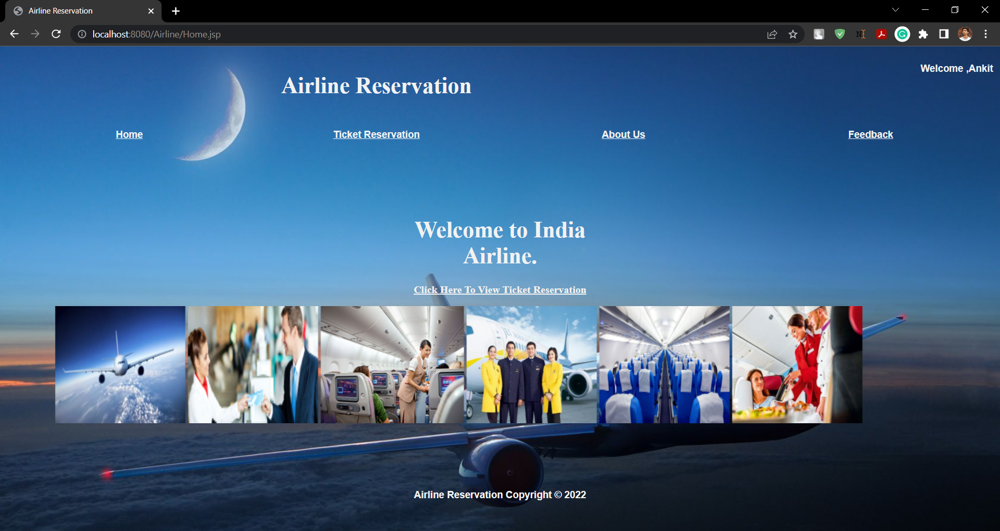 Airline Reservation
localhost:8080/Airline/Home.jsp
Welcome ,Ankit
Airline Reservation
Home
Ticket Reservation
About Us
Feedback
Welcome to India
Airline.
Click Here To View Ticket Reservation
Airline Reservation Copyright © 2022